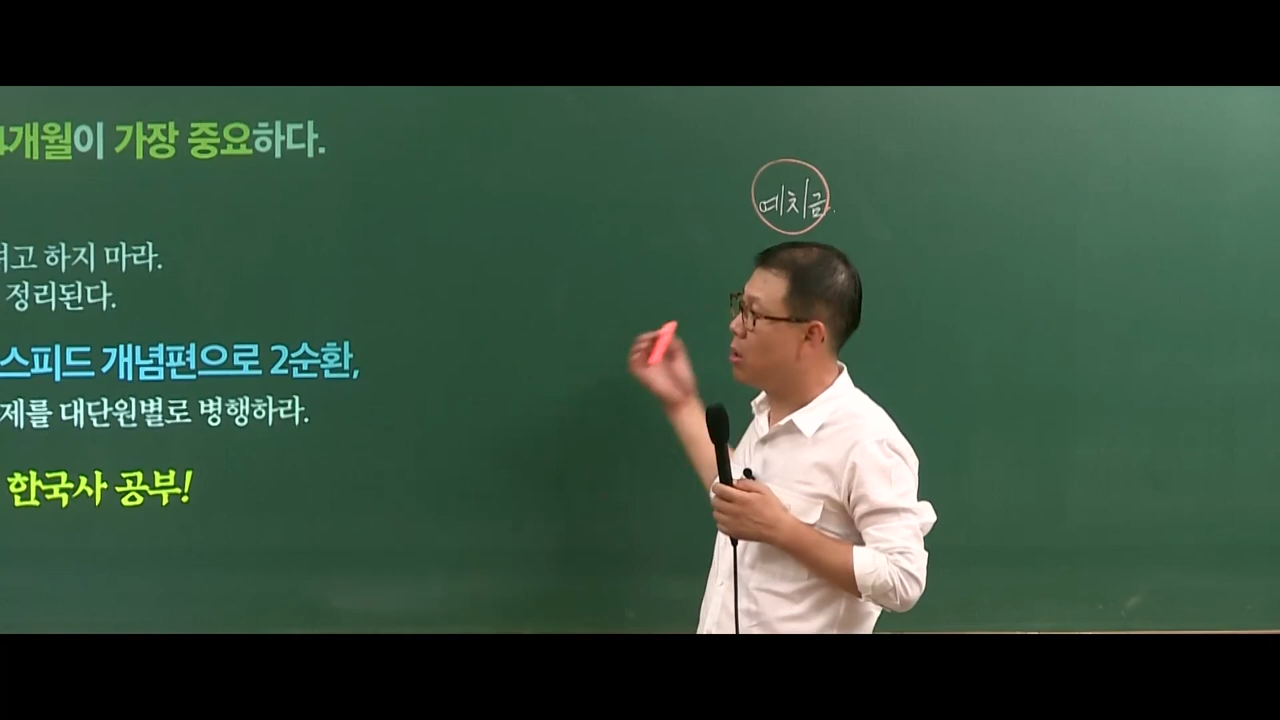 4개월이 가장 중요하다.
예치금.
려고 하지 마라.
정리된다.
스피드 개념편으로 2순환,
제를 대단원별로 병행하라.
한국사 공부!